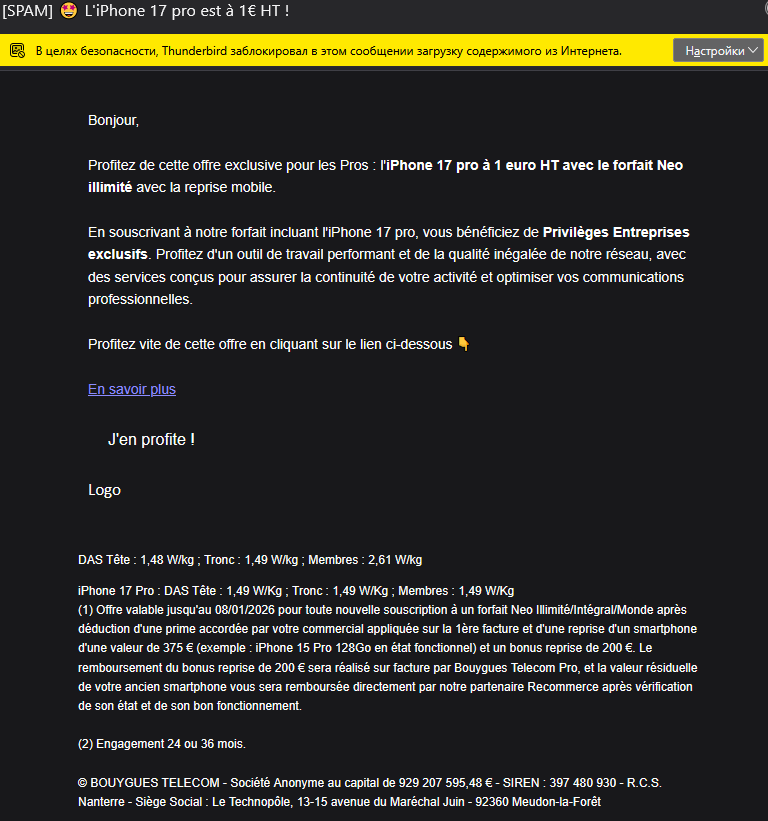 [SPAM] 🤩 L'iPhone 17 pro est à 1€ HT !
В целях безопасности, Thunderbird заблокировал в этом сообщении загрузку содержимого из Интернета.
Настройки
Bonjour,
Profitez de cette offre exclusive pour les Pros : l'iPhone 17 pro à 1 euro HT avec le forfait Neo
illimité avec la reprise mobile.
En souscrivant à notre forfait incluant l'iPhone 17 pro, vous bénéficiez de Privilèges Entreprises
exclusifs. Profitez d'un outil de travail performant et de la qualité inégalée de notre réseau, avec
des services conçus pour assurer la continuité de votre activité et optimiser vos communications
professionnelles.
Profitez vite de cette offre en cliquant sur le lien ci-dessous 👇
En savoir plus
J'en profite !
Logo
DAS Tête : 1,48 W/kg ; Tronc : 1,49 W/kg ; Membres : 2,61 W/kg
iPhone 17 Pro : DAS Tête : 1,49 W/Kg ; Tronc : 1,49 W/Kg ; Membres : 1,49 W/Kg
(1) Offre valable jusqu'au 08/01/2026 pour toute nouvelle souscription à un forfait Neo Illimité/Intégral/Monde après
déduction d'une prime accordée par votre commercial appliquée sur la 1ère facture et d'une reprise d'un smartphone
d'une valeur de 375 € (exemple : iPhone 15 Pro 128Go en état fonctionnel) et un bonus reprise de 200 €. Le
remboursement du bonus reprise de 200 € sera réalisé sur facture par Bouygues Telecom Pro, et la valeur résiduelle
de votre ancien smartphone vous sera remboursée directement par notre partenaire Recommerce après vérification
de son état et de son bon fonctionnement.
(2) Engagement 24 ou 36 mois.
© BOUYGUES TELECOM - Société Anonyme au capital de 929 207 595,48 € - SIREN : 397 480 930 - R.C.S.
Nanterre - Siège Social : Le Technopôle, 13-15 avenue du Maréchal Juin - 92360 Meudon-la-Forêt